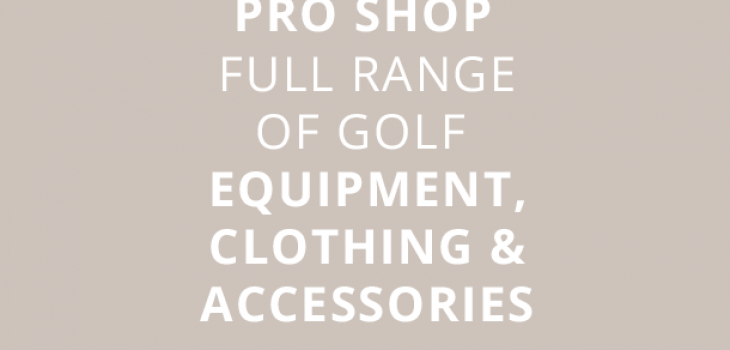 PRO SHOP
FULL RANGE
OF GOLF
EQUIPMENT,
CLOTHING &
ACCESSORIES